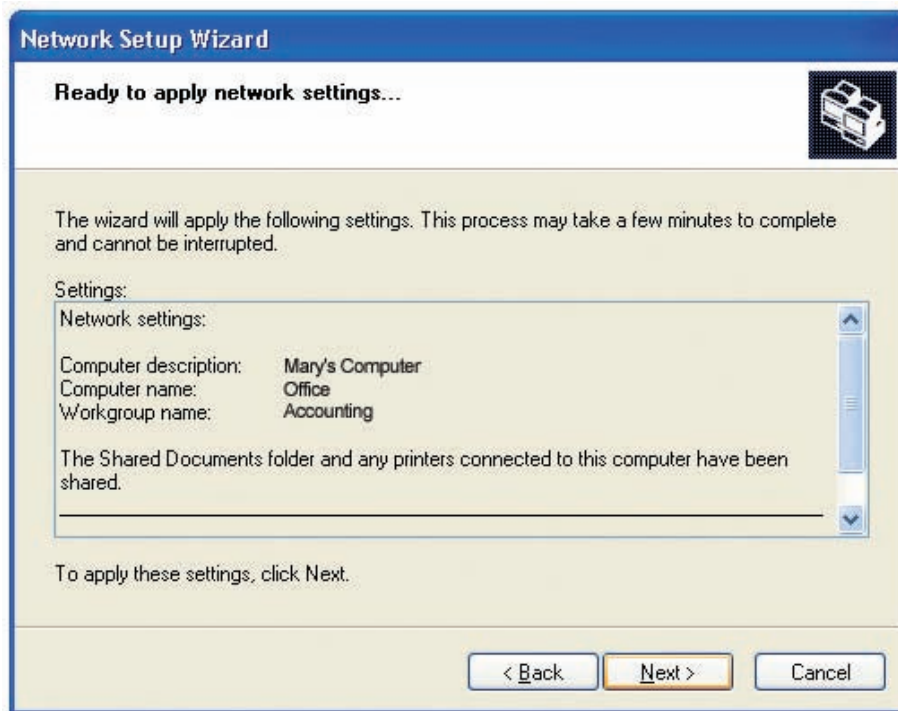 Network Setup Wizard
Ready to apply network settings...
The wizard will apply the following settings. This process may take a few minutes to complete
and cannot be interrupted.
Settings:
Network settings:
Computer description: Mary's Computer
Computer name: Office
Workgroup name: Accounting
The Shared Documents folder and any printers connected to this computer have been
shared.
To apply these settings, click Next.
< Back Next > Cancel